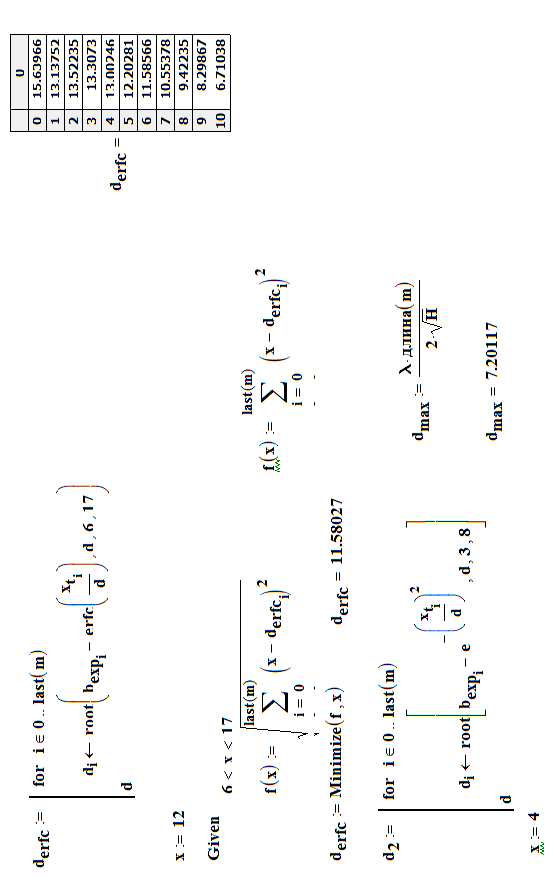 d_erfc := for i ∈ 0 .. last(m)
d_i ← root(b_exp_i − erfc(x_t_i / d), d, 6, 17)
d
d_erfc =
0
0 15.63966
1 13.13752
2 13.52235
3 13.3073
4 13.00246
5 12.20281
6 11.58566
7 10.55378
8 9.42235
9 8.29867
10 6.71038
x := 12
Given
6 < x < 17
f(x) := √ ∑ last(m) i = 0 (x − d_erfc_i)^2
f(x) := ∑ last(m) i = 0 (x − d_erfc_i)^2
d_erfc := Minimize(f, x)
d_erfc = 11.58027
d_2 := for i ∈ 0 .. last(m)
d_i ← root[b_exp_i − e^−(x_t_i / d)^2, d, 3, 8]
d
d_max := λ·длина(m) / 2·√H
d_max = 7.20117
x := 4